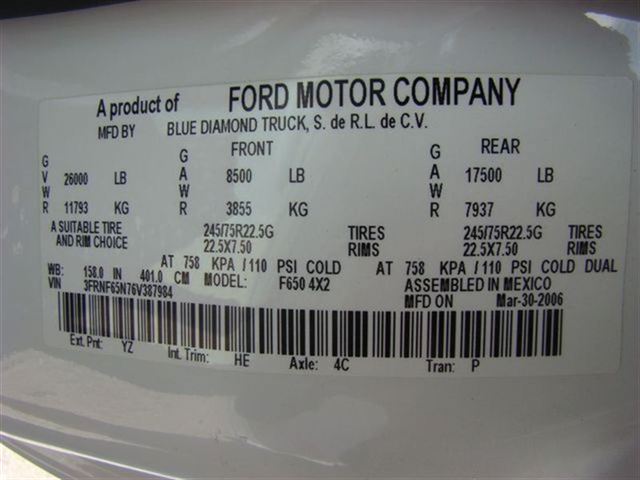 A product of FORD MOTOR COMPANY
MFD BY BLUE DIAMOND TRUCK, S. de R.L. de C.V.
FRONT REAR
GVWR 26000 LB GAWR 8500 LB GAWR 17500 LB
11793 KG 3855 KG 7937 KG
A SUITABLE TIRE 245/75R22.5G TIRES 245/75R22.5G
AND RIM CHOICE 22.5X7.50 RIMS 22.5X7.50
AT 758 KPA/110 PSI COLD AT 758 KPA/110 PSI COLD DUAL
WB: 158.0 IN 401.0 CM MODEL: F650 4X2 ASSEMBLED IN MEXICO
VIN 3FRNF65N76V387984 MFD ON Mar-30-2006
Ext. Pnt: YZ Int. Trim: HE Axle: 4C Tran: P